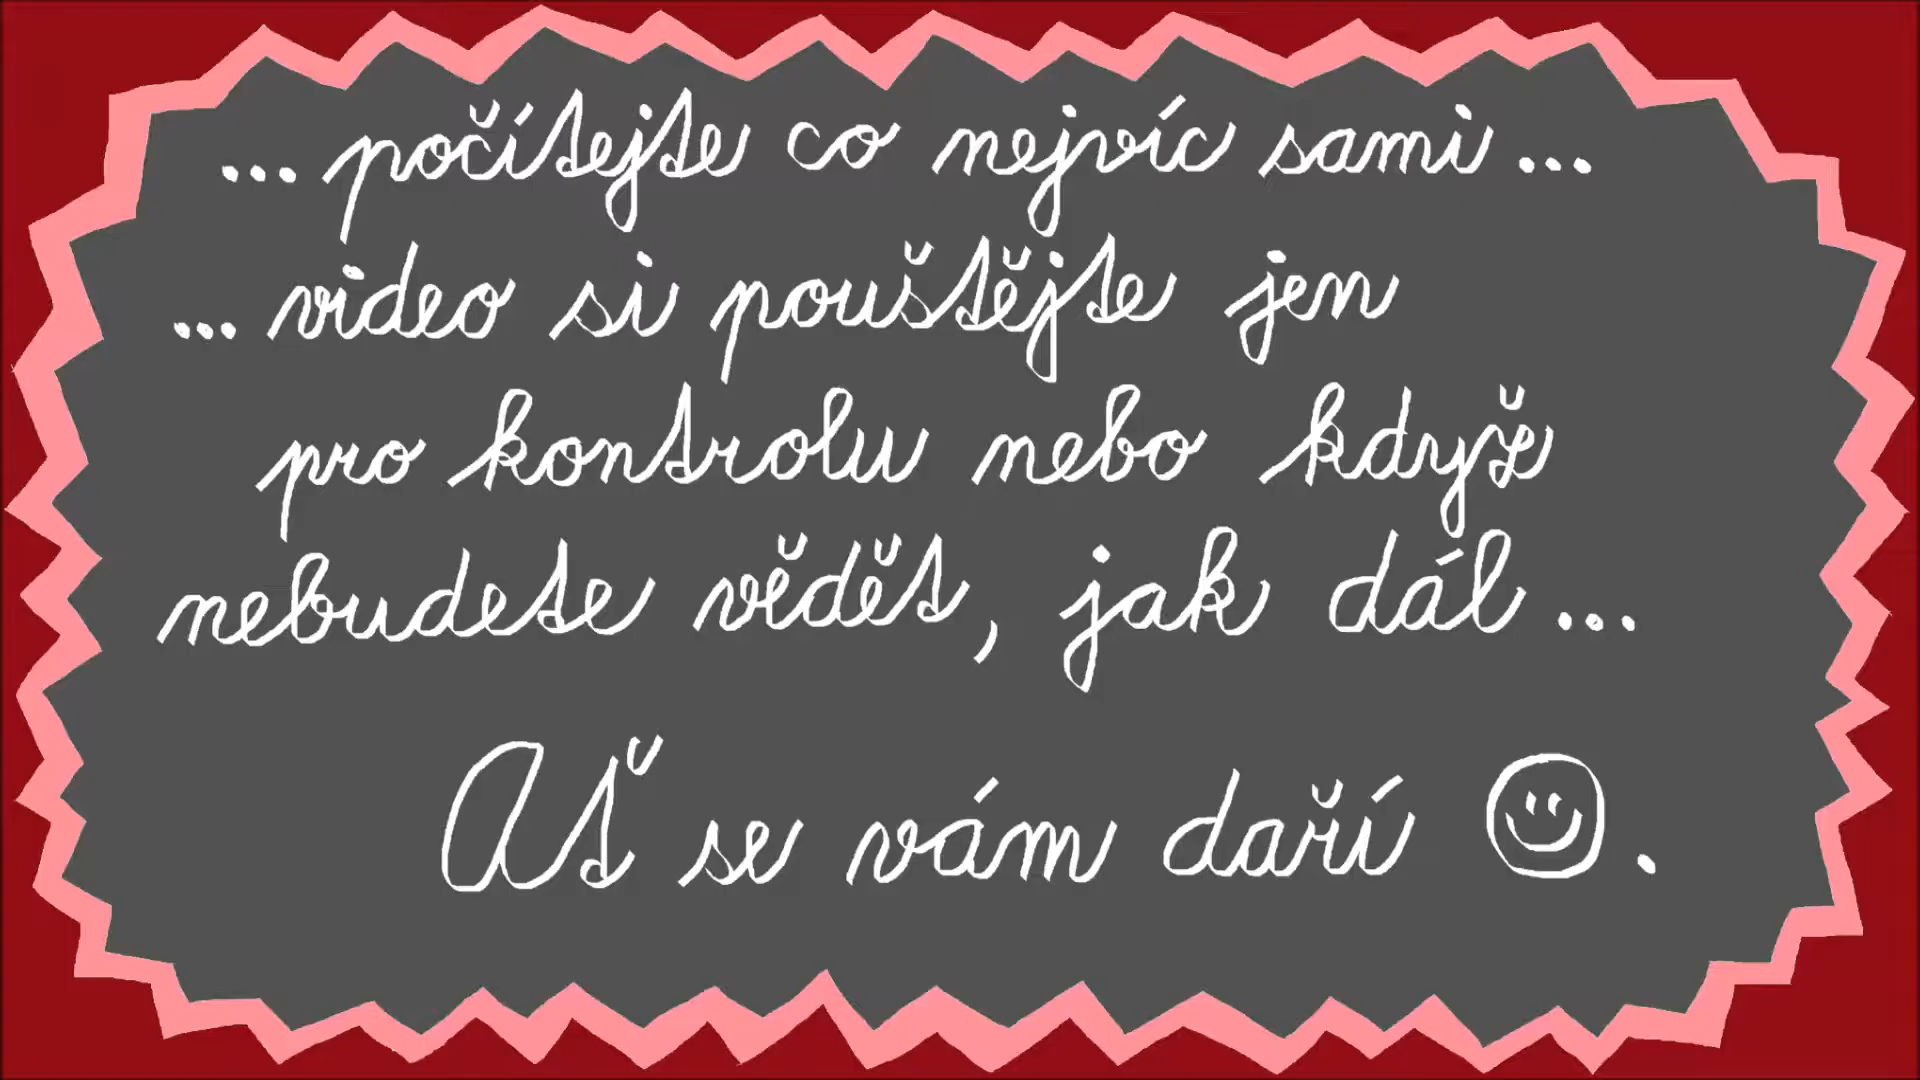 ... počítejte co nejvíc sami ...
... video si pouštějte jen
pro kontrolu nebo když
nebudete vědět, jak dál ...
Ať se vám daří ☺.